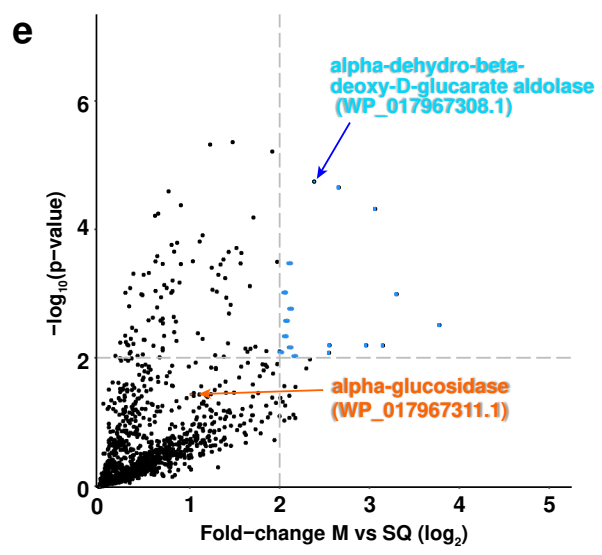 e
alpha-dehydro-beta-
deoxy-D-glucarate aldolase
(WP_017967308.1)
6
4
2
0
−log10(p−value)
alpha-glucosidase
(WP_017967311.1)
0
1
2
3
4
5
Fold−change M vs SQ (log2)